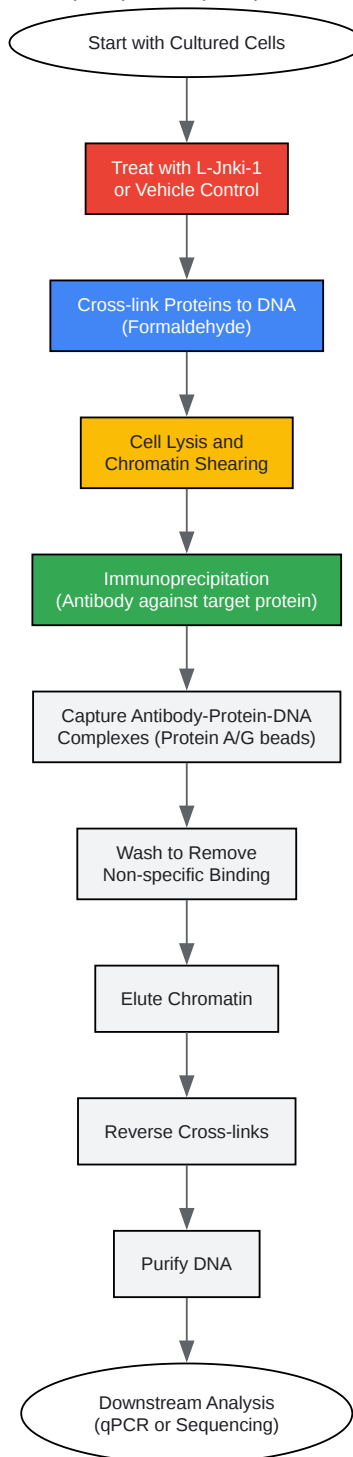 Start with Cultured Cells
Treat with L-Jnki-1
or Vehicle Control
Cross-link Proteins to DNA
(Formaldehyde)
Cell Lysis and
Chromatin Shearing
Immunoprecipitation
(Antibody against target protein)
Capture Antibody-Protein-DNA
Complexes (Protein A/G beads)
Wash to Remove
Non-specific Binding
Elute Chromatin
Reverse Cross-links
Purify DNA
Downstream Analysis
(qPCR or Sequencing)